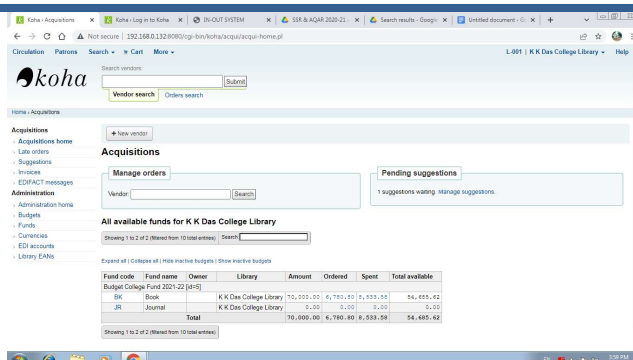 Koha › Acquisitions
Koha › Log in to Koha
IN-OUT SYSTEM
SSR & AQAR 2020-21 -
Search results - Google
Untitled document - G
Not secure | 192.168.0.132:8080/cgi-bin/koha/acqui/acqui-home.pl
Circulation Patrons Search Cart More
L-001 | K K Das College Library Help
koha
Search vendors:
Submit
Vendor search Orders search
Home › Acquisitions
Acquisitions
Acquisitions home
Late orders
Suggestions
Invoices
EDIFACT messages
Administration
Administration home
Budgets
Funds
Currencies
EDI accounts
Library EANs
+ New vendor
Acquisitions
Manage orders
Vendor: Search
Pending suggestions
1 suggestions waiting. Manage suggestions.
All available funds for K K Das College Library
Showing 1 to 2 of 2 (filtered from 10 total entries) Search:
Expand all | Collapse all | Hide inactive budgets | Show inactive budgets
Fund code Fund name Owner Library Amount Ordered Spent Total available
Budget College Fund 2021-22 [id=5]
BK Book K K Das College Library 70,000.00 6,780.80 8,533.58 54,685.62
JR Journal K K Das College Library 0.00 0.00 0.00 0.00
Total 70,000.00 6,780.80 8,533.58 54,685.62
Showing 1 to 2 of 2 (filtered from 10 total entries)
3:58 PM